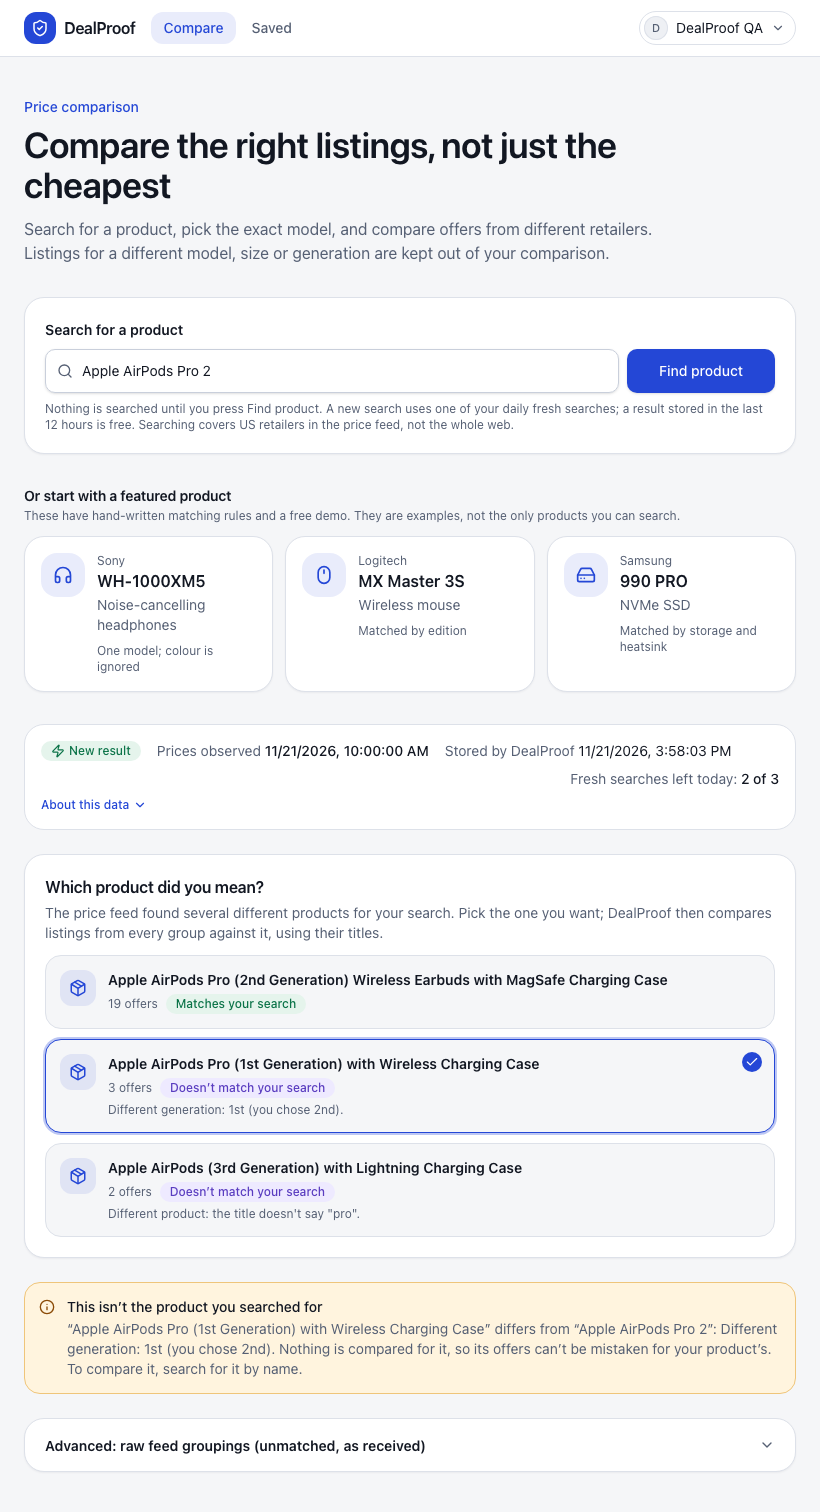 DealProof
Compare
Saved
D
DealProof QA
Price comparison
Compare the right listings, not just the
cheapest
Search for a product, pick the exact model, and compare offers from different retailers.
Listings for a different model, size or generation are kept out of your comparison.
Search for a product
Apple AirPods Pro 2
Find product
Nothing is searched until you press Find product. A new search uses one of your daily fresh searches; a result stored in the last
12 hours is free. Searching covers US retailers in the price feed, not the whole web.
Or start with a featured product
These have hand-written matching rules and a free demo. They are examples, not the only products you can search.
Sony
WH-1000XM5
Noise-cancelling
headphones
One model; colour is
ignored
Logitech
MX Master 3S
Wireless mouse
Matched by edition
Samsung
990 PRO
NVMe SSD
Matched by storage and
heatsink
New result
Prices observed 11/21/2026, 10:00:00 AM
Stored by DealProof 11/21/2026, 3:58:03 PM
Fresh searches left today: 2 of 3
About this data
Which product did you mean?
The price feed found several different products for your search. Pick the one you want; DealProof then compares
listings from every group against it, using their titles.
Apple AirPods Pro (2nd Generation) Wireless Earbuds with MagSafe Charging Case
19 offers
Matches your search
Apple AirPods Pro (1st Generation) with Wireless Charging Case
3 offers
Doesn’t match your search
Different generation: 1st (you chose 2nd).
Apple AirPods (3rd Generation) with Lightning Charging Case
2 offers
Doesn’t match your search
Different product: the title doesn't say "pro".
This isn’t the product you searched for
“Apple AirPods Pro (1st Generation) with Wireless Charging Case” differs from “Apple AirPods Pro 2”: Different
generation: 1st (you chose 2nd). Nothing is compared for it, so its offers can’t be mistaken for your product’s.
To compare it, search for it by name.
Advanced: raw feed groupings (unmatched, as received)